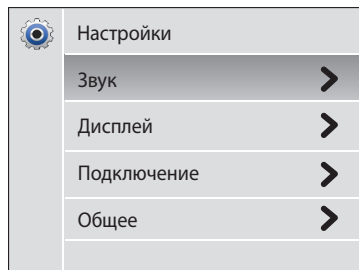 Настройки
Звук
Дисплей
Подключение
Общее